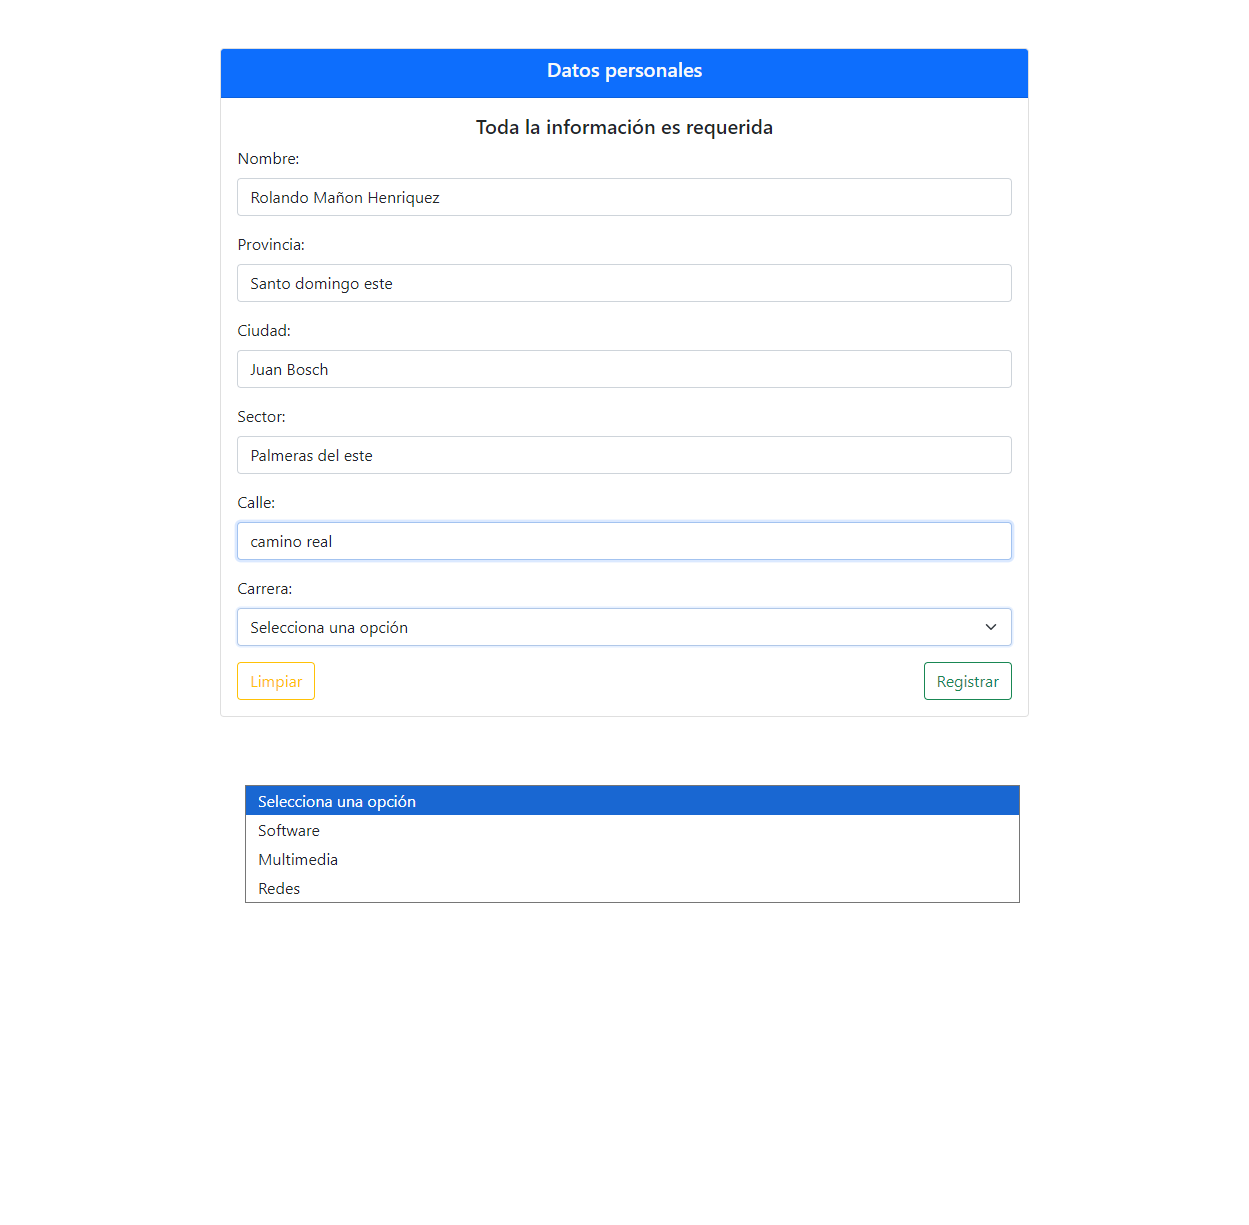 Datos personales
Toda la información es requerida
Nombre:
Rolando Mañon Henriquez
Provincia:
Santo domingo este
Ciudad:
Juan Bosch
Sector:
Palmeras del este
Calle:
camino real
Carrera:
Selecciona una opción
Limpiar Registrar
Selecciona una opción
Software
Multimedia
Redes